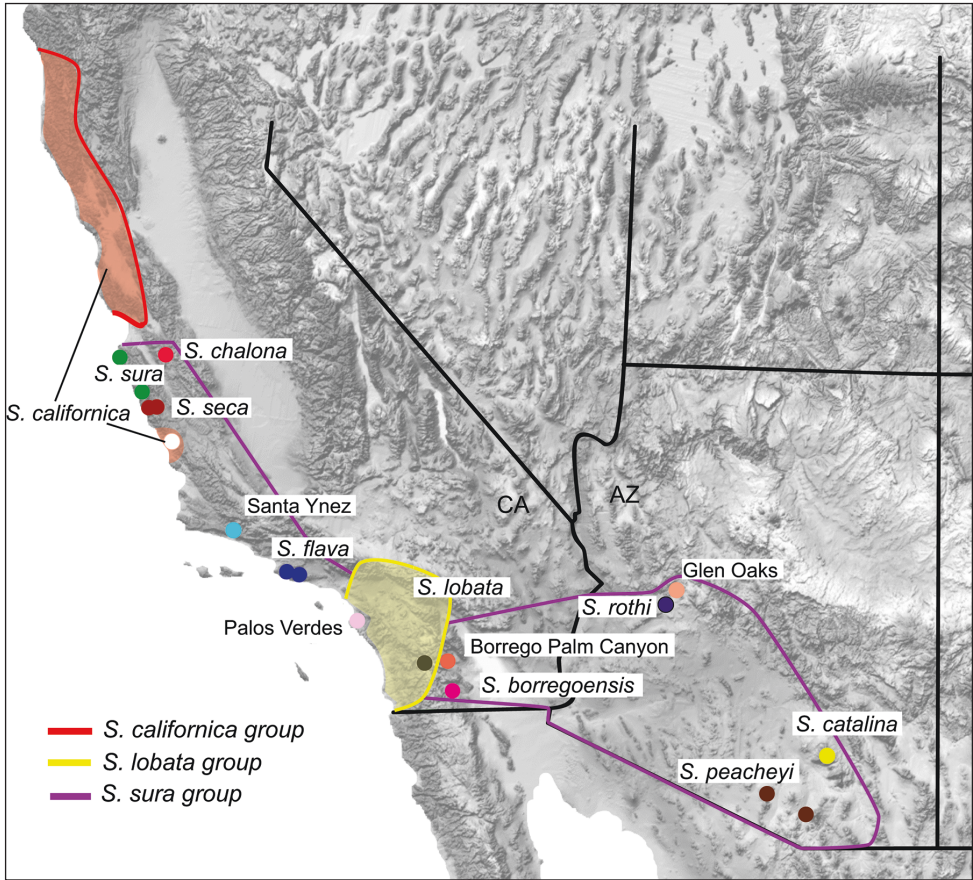 S. chalona
S. sura
S. californica
S. seca
Santa Ynez
CA
AZ
S. flava
Glen Oaks
S. lobata
S. rothi
Palos Verdes
Borrego Palm Canyon
S. borregoensis
S. californica group
S. catalina
S. lobata group
S. peacheyi
S. sura group